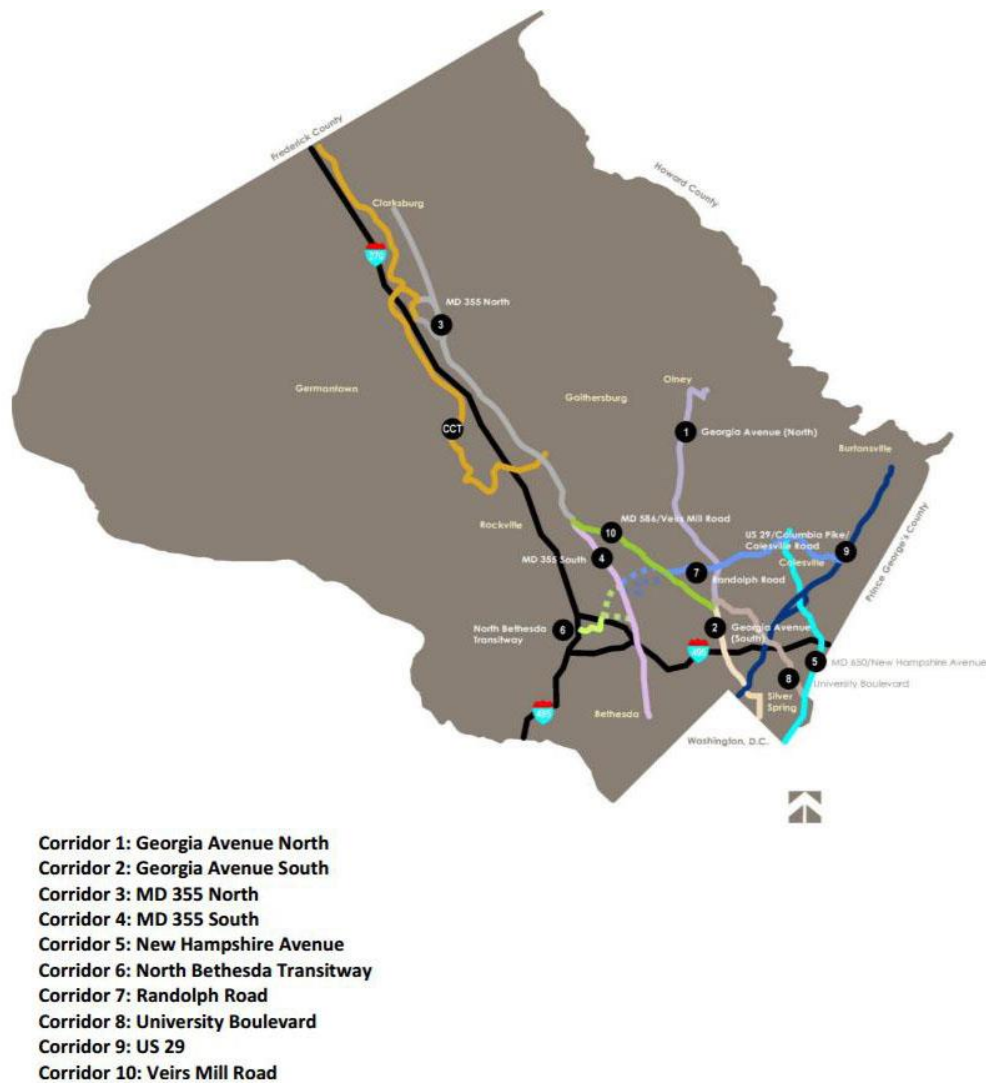 Frederick County
Howard County
Clarksburg
270
MD 355 North
3
Germantown
Gaithersburg
Olney
CCT
1
Georgia Avenue (North)
Burtonsville
Rockville
MD 586/Veirs Mill Road
10
US 29/Columbia Pike/
Colesville Road
9
MD 355 South
4
Colesville
7
Randolph Road
Prince George's County
North Bethesda
Transitway
6
2
Georgia Avenue
(South)
495
5
MD 650/New Hampshire Avenue
8
University Boulevard
495
Bethesda
Silver
Spring
Washington, D.C.
Corridor 1: Georgia Avenue North
Corridor 2: Georgia Avenue South
Corridor 3: MD 355 North
Corridor 4: MD 355 South
Corridor 5: New Hampshire Avenue
Corridor 6: North Bethesda Transitway
Corridor 7: Randolph Road
Corridor 8: University Boulevard
Corridor 9: US 29
Corridor 10: Veirs Mill Road